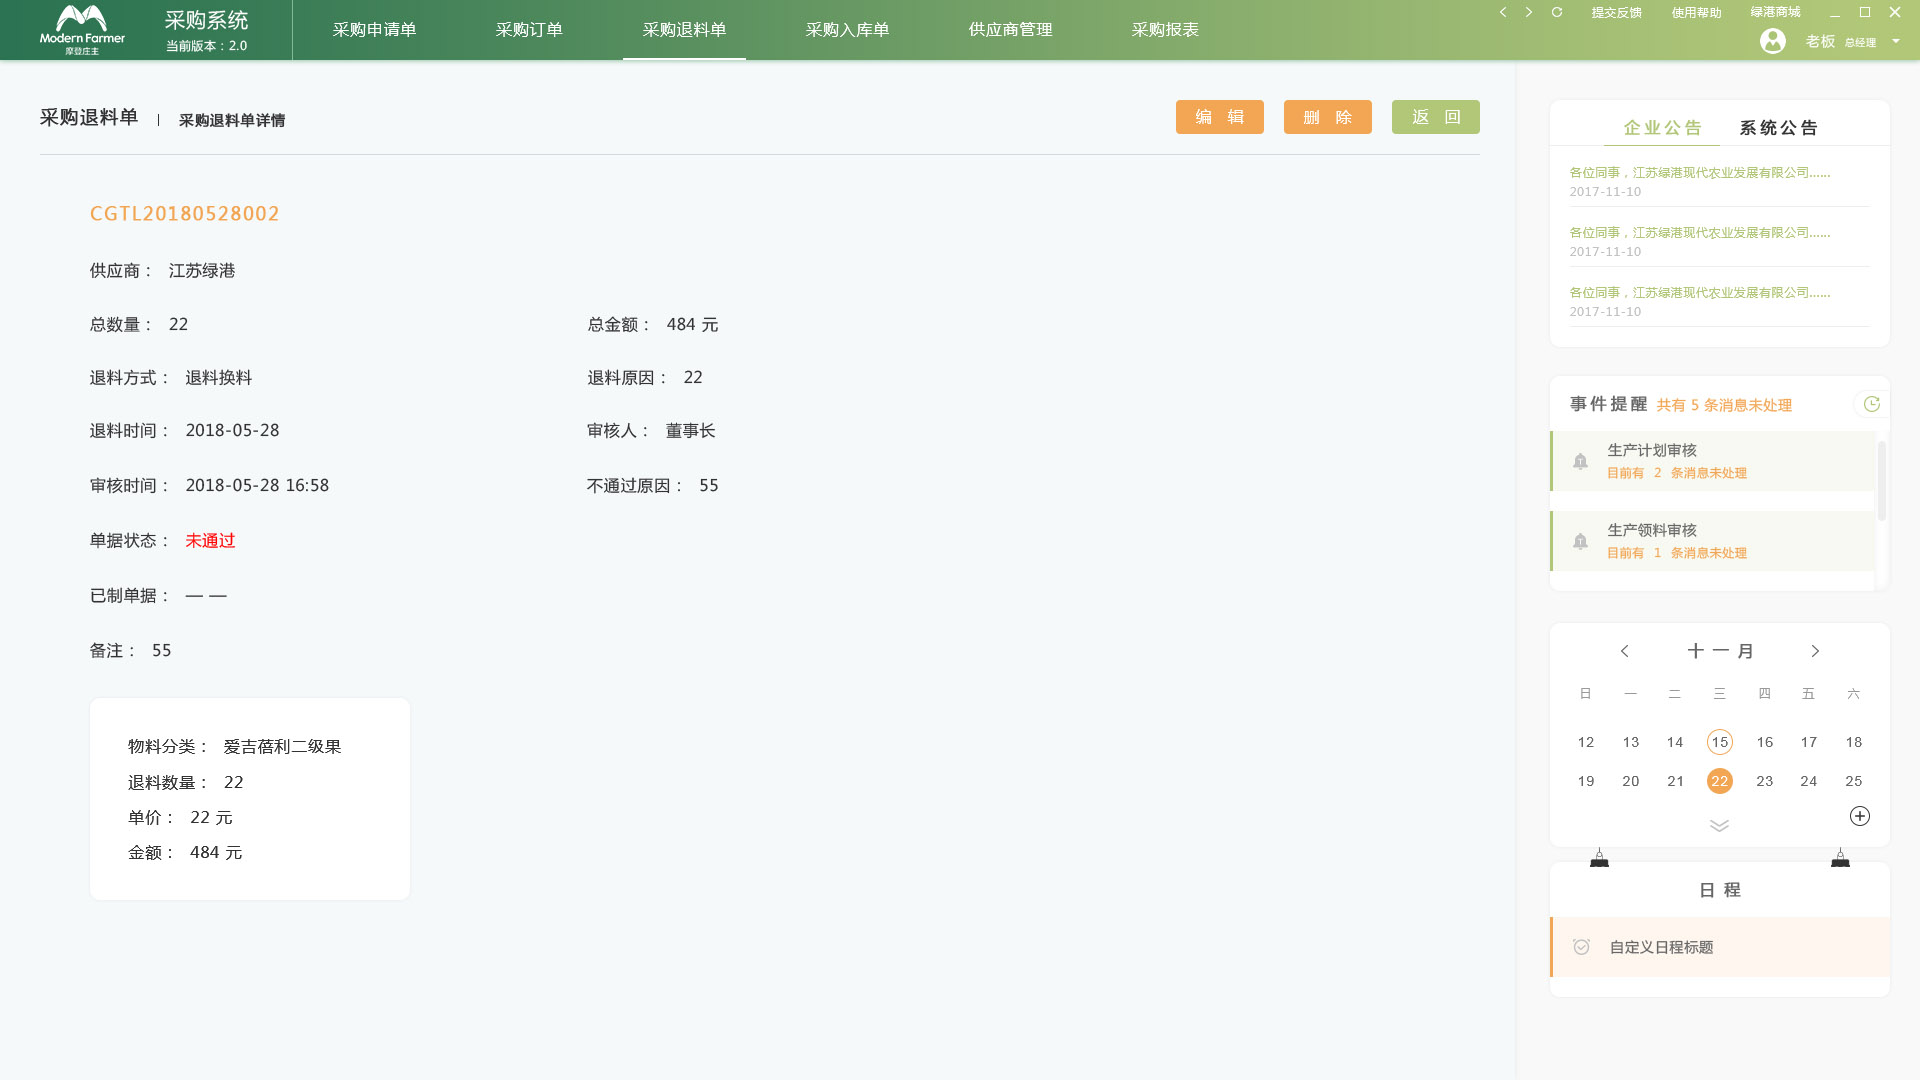 Modern Farmer
摩登庄主
采购系统
当前版本：2.0
采购申请单
采购订单
采购退料单
采购入库单
供应商管理
采购报表
提交反馈
使用帮助
绿港商城
老板 总经理
采购退料单 | 采购退料单详情
编 辑
删 除
返 回
CGTL20180528002
供应商： 江苏绿港
总数量： 22
总金额： 484 元
退料方式： 退料换料
退料原因： 22
退料时间： 2018-05-28
审核人： 董事长
审核时间： 2018-05-28 16:58
不通过原因： 55
单据状态： 未通过
已制单据： — —
备注： 55
物料分类： 爱吉蓓利二级果
退料数量： 22
单价： 22 元
金额： 484 元
企业公告 系统公告
各位同事，江苏绿港现代农业发展有限公司......
2017-11-10
各位同事，江苏绿港现代农业发展有限公司......
2017-11-10
各位同事，江苏绿港现代农业发展有限公司......
2017-11-10
事件提醒 共有 5 条消息未处理
生产计划审核
目前有 2 条消息未处理
生产领料审核
目前有 1 条消息未处理
十一月
日 一 二 三 四 五 六
12 13 14 15 16 17 18
19 20 21 22 23 24 25
日 程
自定义日程标题